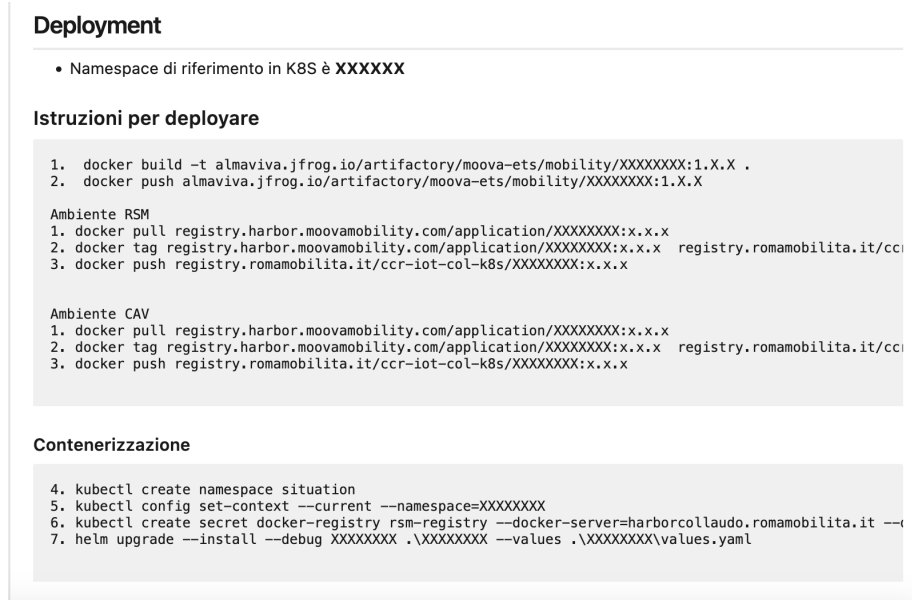 Deployment
• Namespace di riferimento in K8S è XXXXXX
Istruzioni per deployare
1.  docker build -t almaviva.jfrog.io/artifactory/moova-ets/mobility/XXXXXXXX:1.X.X .
2.  docker push almaviva.jfrog.io/artifactory/moova-ets/mobility/XXXXXXXX:1.X.X
Ambiente RSM
1. docker pull registry.harbor.moovamobility.com/application/XXXXXXXX:x.x.x
2. docker tag registry.harbor.moovamobility.com/application/XXXXXXXX:x.x.x  registry.romamobilita.it/ccr
3. docker push registry.romamobilita.it/ccr-iot-col-k8s/XXXXXXXX:x.x.x
Ambiente CAV
1. docker pull registry.harbor.moovamobility.com/application/XXXXXXXX:x.x.x
2. docker tag registry.harbor.moovamobility.com/application/XXXXXXXX:x.x.x  registry.romamobilita.it/ccr
3. docker push registry.romamobilita.it/ccr-iot-col-k8s/XXXXXXXX:x.x.x
Contenerizzazione
4. kubectl create namespace situation
5. kubectl config set-context --current --namespace=XXXXXXXX
6. kubectl create secret docker-registry rsm-registry --docker-server=harborcollaudo.romamobilita.it
7. helm upgrade --install --debug XXXXXXXX .\XXXXXXXX --values .\XXXXXXXX\values.yaml